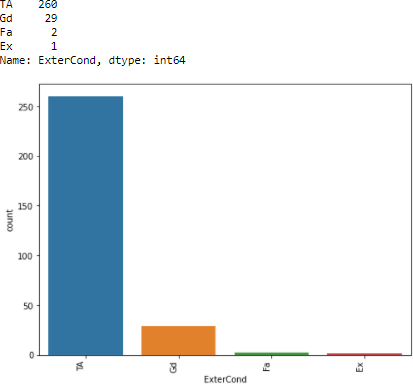 TA 260
Gd 29
Fa 2
Ex 1
Name: ExterCond, dtype: int64
250
200
150
100
50
0
count
TA
Gd
Fa
Ex
ExterCond